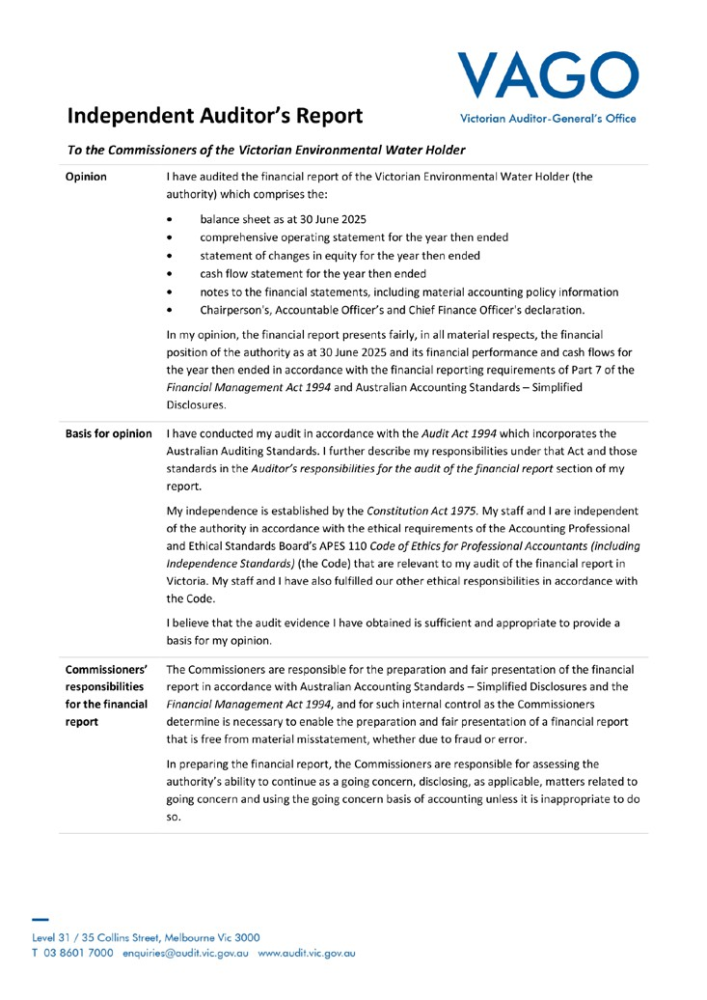 VAGO
Victorian Auditor-General's Office
Independent Auditor's Report
To the Commissioners of the Victorian Environmental Water Holder
Opinion
I have audited the financial report of the Victorian Environmental Water Holder (the
authority) which comprises the:
• balance sheet as at 30 June 2025
• comprehensive operating statement for the year then ended
• statement of changes in equity for the year then ended
• cash flow statement for the year then ended
• notes to the financial statements, including material accounting policy information
• Chairperson's, Accountable Officer's and Chief Finance Officer's declaration.
In my opinion, the financial report presents fairly, in all material respects, the financial
position of the authority as at 30 June 2025 and its financial performance and cash flows for
the year then ended in accordance with the financial reporting requirements of Part 7 of the
Financial Management Act 1994 and Australian Accounting Standards – Simplified
Disclosures.
Basis for opinion
I have conducted my audit in accordance with the Audit Act 1994 which incorporates the
Australian Auditing Standards. I further describe my responsibilities under that Act and those
standards in the Auditor's responsibilities for the audit of the financial report section of my
report.
My independence is established by the Constitution Act 1975. My staff and I are independent
of the authority in accordance with the ethical requirements of the Accounting Professional
and Ethical Standards Board's APES 110 Code of Ethics for Professional Accountants (including
Independence Standards) (the Code) that are relevant to my audit of the financial report in
Victoria. My staff and I have also fulfilled our other ethical responsibilities in accordance with
the Code.
I believe that the audit evidence I have obtained is sufficient and appropriate to provide a
basis for my opinion.
Commissioners'
responsibilities
for the financial
report
The Commissioners are responsible for the preparation and fair presentation of the financial
report in accordance with Australian Accounting Standards – Simplified Disclosures and the
Financial Management Act 1994, and for such internal control as the Commissioners
determine is necessary to enable the preparation and fair presentation of a financial report
that is free from material misstatement, whether due to fraud or error.
In preparing the financial report, the Commissioners are responsible for assessing the
authority's ability to continue as a going concern, disclosing, as applicable, matters related to
going concern and using the going concern basis of accounting unless it is inappropriate to do
so.
Level 31 / 35 Collins Street, Melbourne Vic 3000
T 03 8601 7000 enquiries@audit.vic.gov.au www.audit.vic.gov.au